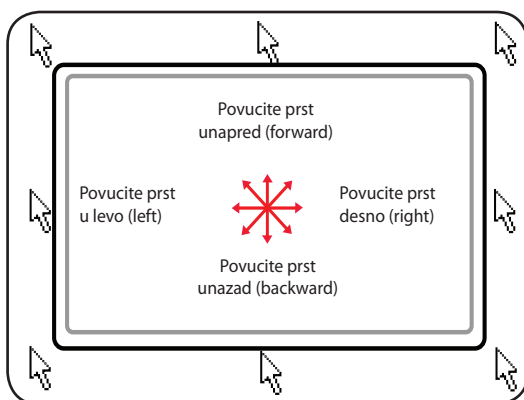 Povucite prst
unapred (forward)
Povucite prst
u levo (left)
Povucite prst
desno (right)
Povucite prst
unazad (backward)